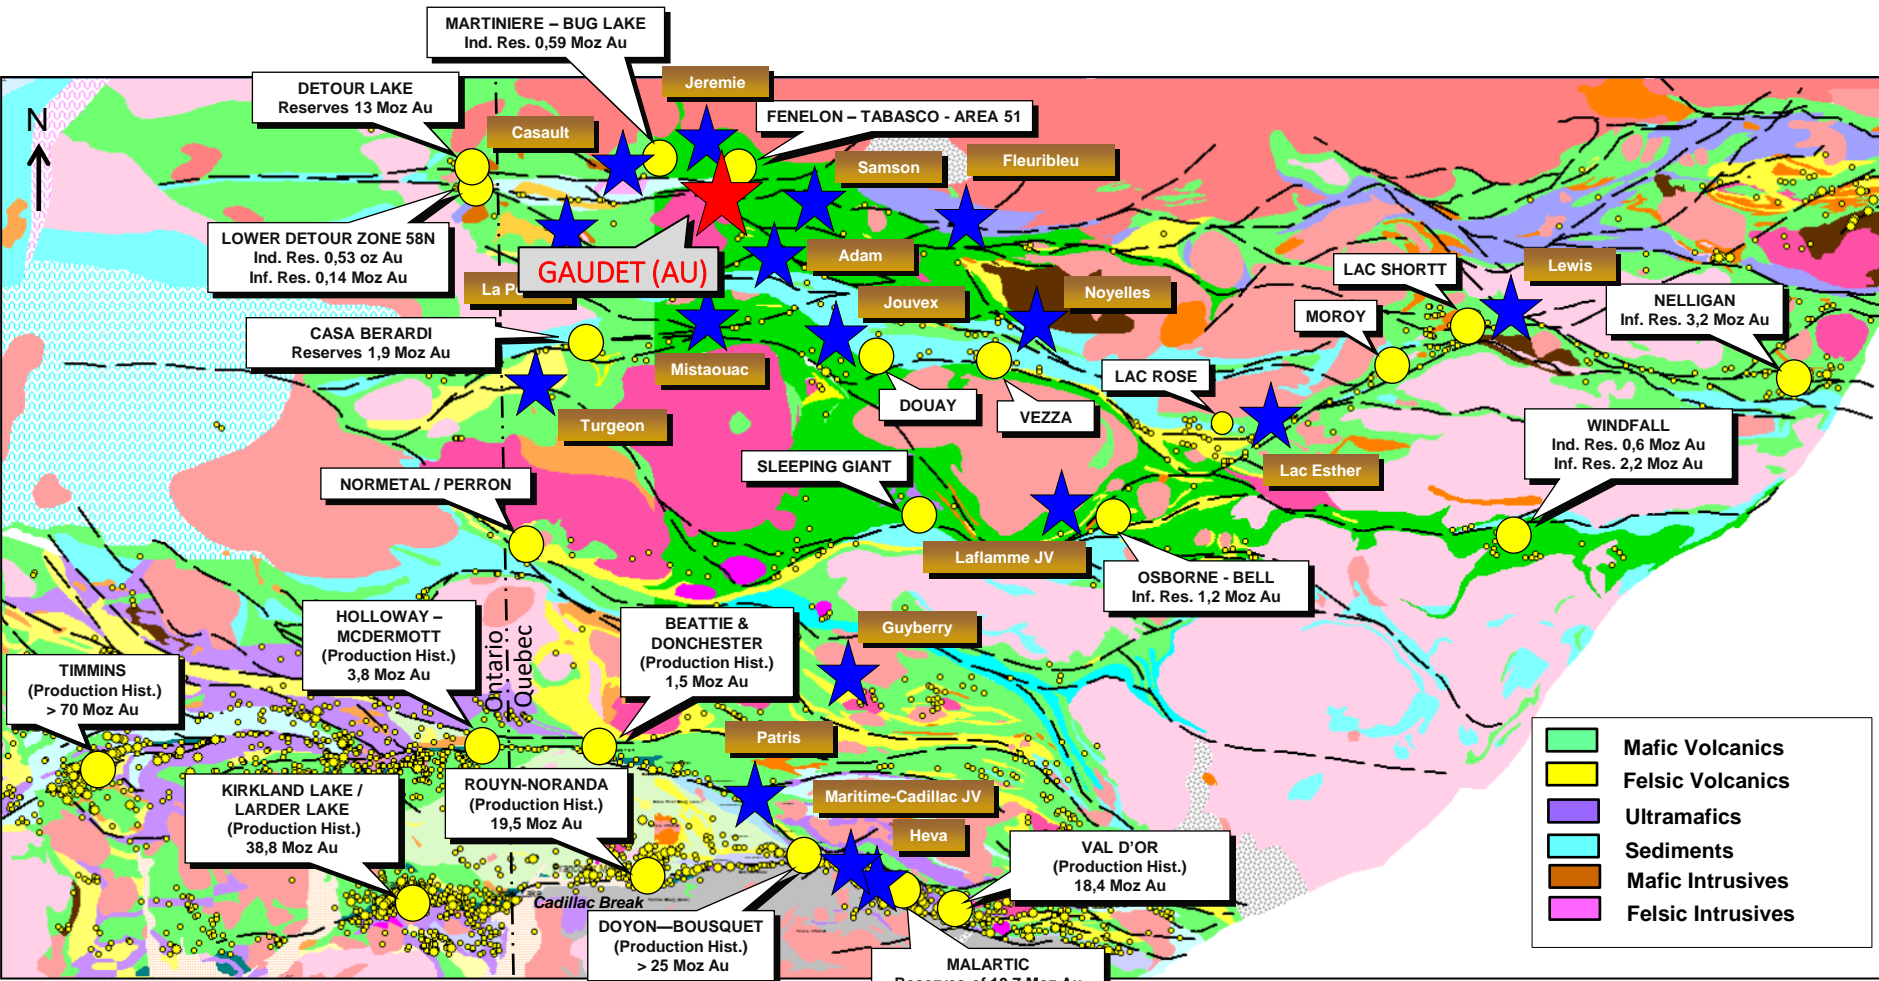 MARTINIERE – BUG LAKE
Ind. Res. 0,59 Moz Au
Jeremie
DETOUR LAKE
Reserves 13 Moz Au
FENELON – TABASCO - AREA 51
Casault
N
Samson
Fleuribleu
LOWER DETOUR ZONE 58N
Ind. Res. 0,53 oz Au
Inf. Res. 0,14 Moz Au
GAUDET (AU)
Adam
La
Jouvex
Noyelles
LAC SHORTT
Lewis
NELLIGAN
Inf. Res. 3,2 Moz Au
MOROY
CASA BERARDI
Reserves 1,9 Moz Au
Mistaouac
LAC ROSE
DOUAY
VEZZA
Turgeon
WINDFALL
Ind. Res. 0,6 Moz Au
Inf. Res. 2,2 Moz Au
SLEEPING GIANT
Lac Esther
NORMETAL / PERRON
Laflamme JV
OSBORNE - BELL
Inf. Res. 1,2 Moz Au
HOLLOWAY –
MCDERMOTT
(Production Hist.)
3,8 Moz Au
Ontario
Quebec
BEATTIE &
DONCHESTER
(Production Hist.)
1,5 Moz Au
Guyberry
TIMMINS
(Production Hist.)
> 70 Moz Au
Patris
KIRKLAND LAKE /
LARDER LAKE
(Production Hist.)
38,8 Moz Au
ROUYN-NORANDA
(Production Hist.)
19,5 Moz Au
Maritime-Cadillac JV
Heva
VAL D'OR
(Production Hist.)
18,4 Moz Au
Cadillac Break
DOYON—BOUSQUET
(Production Hist.)
> 25 Moz Au
MALARTIC
Mafic Volcanics
Felsic Volcanics
Ultramafics
Sediments
Mafic Intrusives
Felsic Intrusives